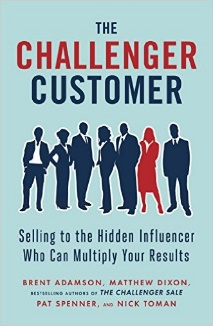 THE
CHALLENGER
CUSTOMER
Selling to the Hidden Influencer
Who Can Multiply Your Results
BRENT ADAMSON, MATTHEW DIXON,
BESTSELLING AUTHORS OF THE CHALLENGER SALE
PAT SPENNER, AND NICK TOMAN